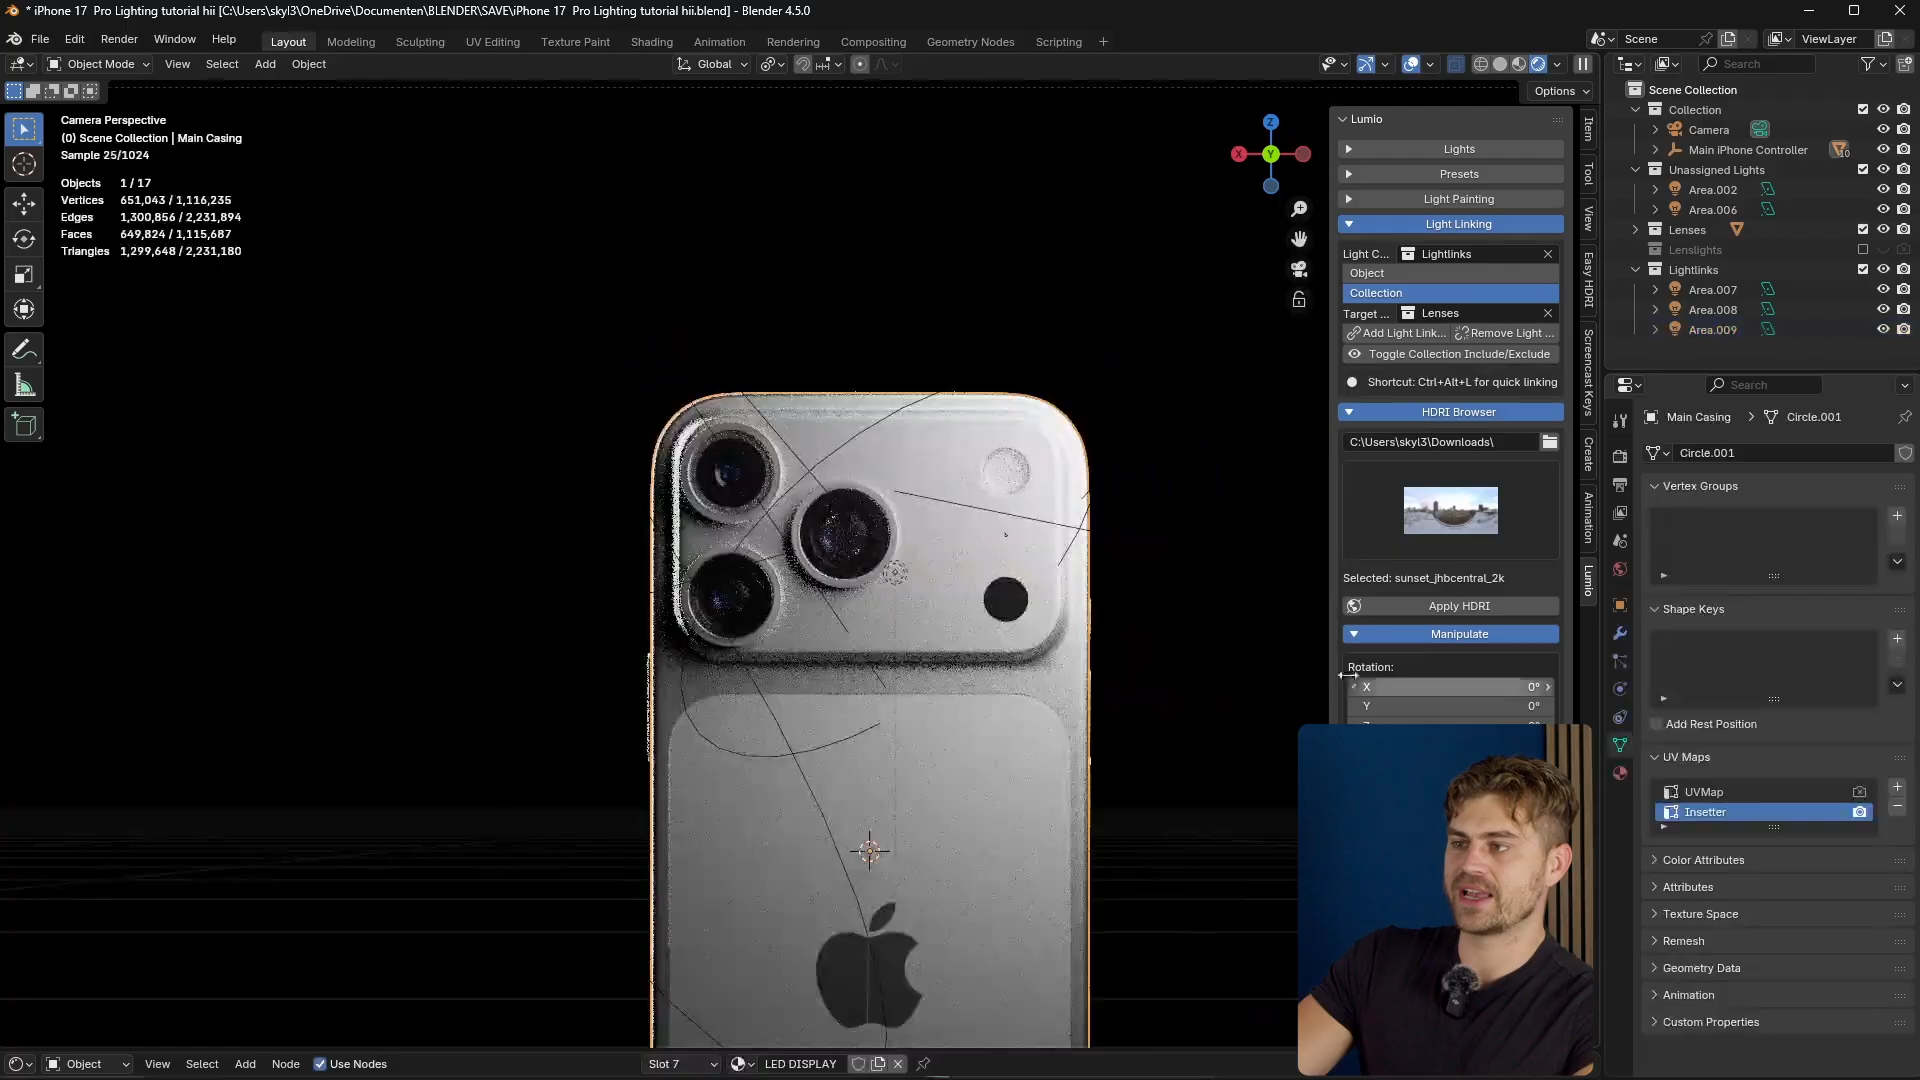 * iPhone 17  Pro Lighting tutorial hii [C:\Users\skyl3\OneDrive\Documenten\BLENDER\SAVE\iPhone 17  Pro Lighting tutorial hii.blend] - Blender 4.5.0
File Edit Render Window Help Layout Modeling Sculpting UV Editing Texture Paint Shading Animation Rendering Compositing Geometry Nodes Scripting + Scene ViewLayer
Object Mode View Select Add Object Global Search
Options
Camera Perspective
(0) Scene Collection | Main Casing
Sample 25/1024
Objects 1 / 17
Vertices 651,043 / 1,116,235
Edges 1,300,856 / 2,231,894
Faces 649,824 / 1,115,687
Triangles 1,299,648 / 2,231,180
Z
X Y
Lumio
Lights
Presets
Light Painting
Light Linking
Light C... Lightlinks
Object
Collection
Target ... Lenses
Add Light Link... Remove Light ...
Toggle Collection Include/Exclude
Shortcut: Ctrl+Alt+L for quick linking
HDRI Browser
C:\Users\skyl3\Downloads\
Selected: sunset_jhbcentral_2k
Apply HDRI
Manipulate
Rotation:
X 0°
Y 0°
Item
Tool
View
Easy HDRI
Screencast Keys
Create
Animation
Lumio
Scene Collection
Collection
Camera
Main iPhone Controller 10
Unassigned Lights
Area.002
Area.006
Lenses
Lenslights
Lightlinks
Area.007
Area.008
Area.009
Search
Main Casing Circle.001
Circle.001
Vertex Groups
Shape Keys
Add Rest Position
UV Maps
UVMap
Insetter
Color Attributes
Attributes
Texture Space
Remesh
Geometry Data
Animation
Custom Properties
Object View Select Add Node Use Nodes Slot 7 LED DISPLAY